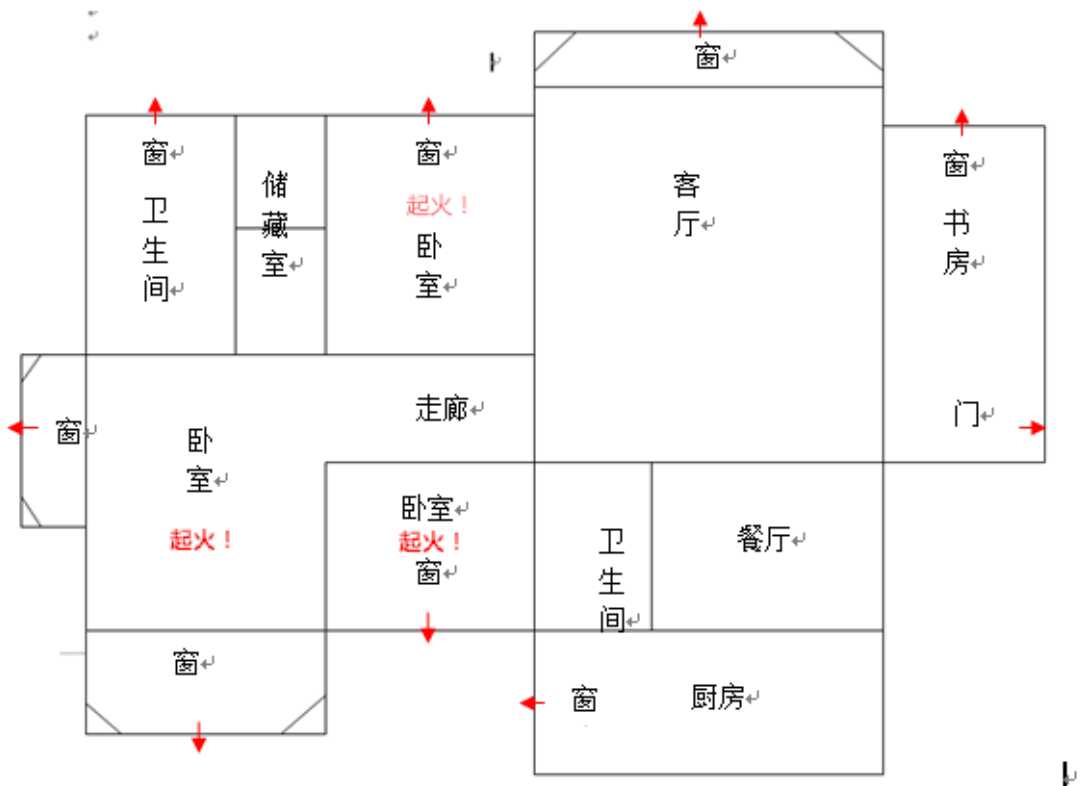 窗
窗
卫
生
间
储
藏
室
窗
起火！
卧
室
客
厅
窗
书
房
门
窗
卧
室
起火！
走廊
卧室
起火！
窗
卫
生
间
餐厅
窗
窗
厨房